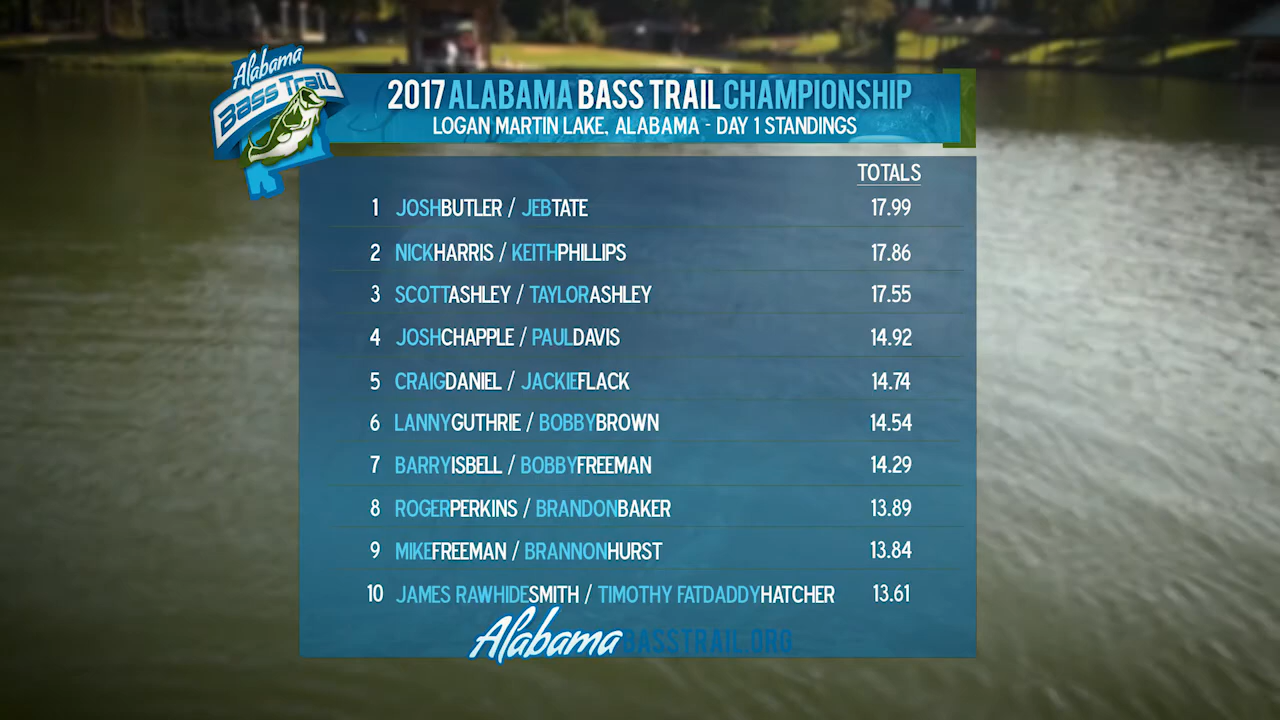 Alabama
Bass Trail
2017 ALABAMA BASS TRAIL CHAMPIONSHIP
LOGAN MARTIN LAKE, ALABAMA - DAY 1 STANDINGS
TOTALS
1 JOSHBUTLER / JEBTATE 17.99
2 NICKHARRIS / KEITHPHILLIPS 17.86
3 SCOTTASHLEY / TAYLORASHLEY 17.55
4 JOSHCHAPPLE / PAULDAVIS 14.92
5 CRAIGDANIEL / JACKIEFLACK 14.74
6 LANNYGUTHRIE / BOBBYBROWN 14.54
7 BARRYISBELL / BOBBYFREEMAN 14.29
8 ROGERPERKINS / BRANDONBAKER 13.89
9 MIKEFREEMAN / BRANNONHURST 13.84
10 JAMES RAWHIDESMITH / TIMOTHY FATDADDYHATCHER 13.61
AlabamaBASSTRAIL.ORG